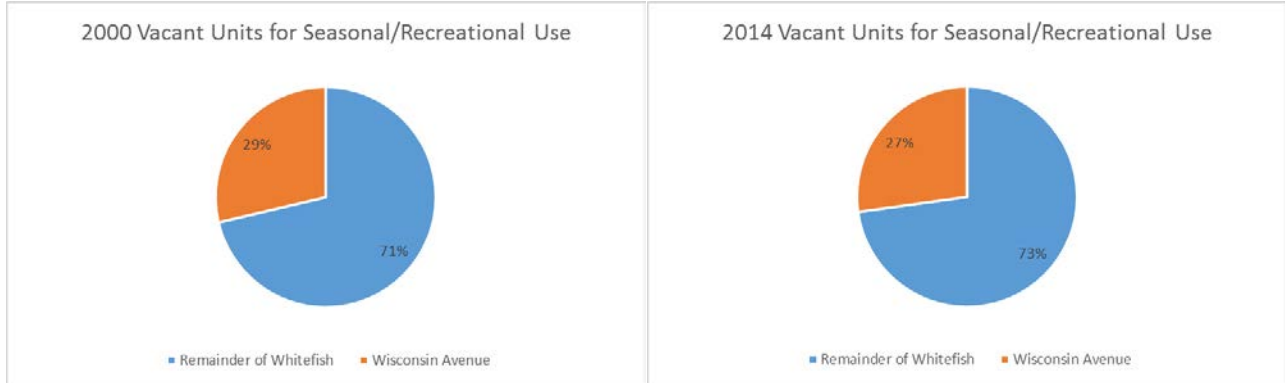 2000 Vacant Units for Seasonal/Recreational Use
29%
71%
Remainder of Whitefish Wisconsin Avenue
2014 Vacant Units for Seasonal/Recreational Use
27%
73%
Remainder of Whitefish Wisconsin Avenue